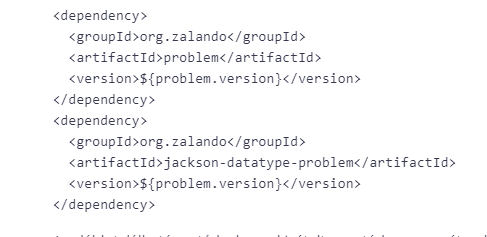 <dependency>
<groupId>org.zalando</groupId>
<artifactId>problem</artifactId>
<version>${problem.version}</version>
</dependency>
<dependency>
<groupId>org.zalando</groupId>
<artifactId>jackson-datatype-problem</artifactId>
<version>${problem.version}</version>
</dependency>